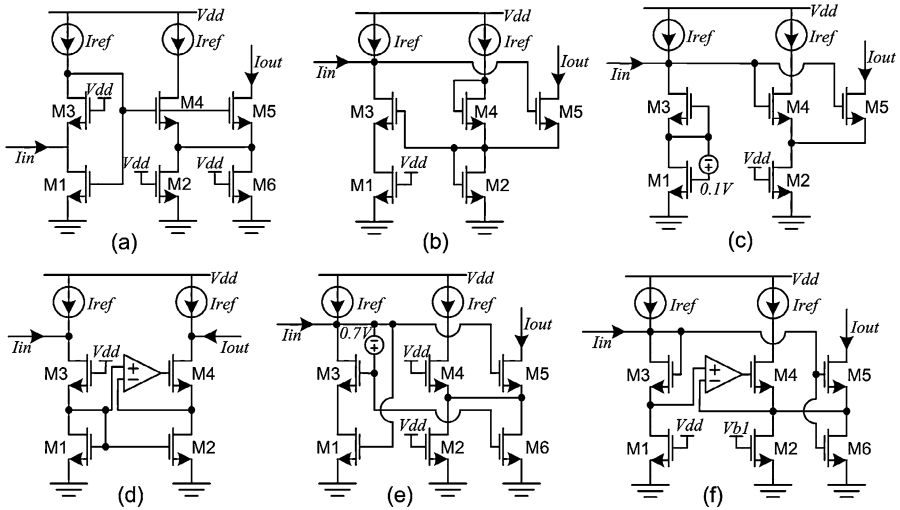 Vdd
Iref
Iref
Iout
M3
Vdd
M4
M5
Iin
M1
Vdd
M2
Vdd
M6
(a)
Vdd
Iref
Iref
Iin
Iout
M3
M4
M5
M1
Vdd
M2
(b)
Vdd
Iref
Iref
Iin
Iout
M3
M4
M5
M1
0.1V
Vdd
M2
(c)
Vdd
Iref
Iref
Iin
Iout
M3
Vdd
M4
M1
M2
(d)
Vdd
Iref
Iref
Iin
0.7V
Iout
M3
Vdd
M4
M5
M1
Vdd
M2
M6
(e)
Vdd
Iref
Iref
Iin
Iout
M3
M4
M5
M1
Vdd
Vb1
M2
M6
(f)